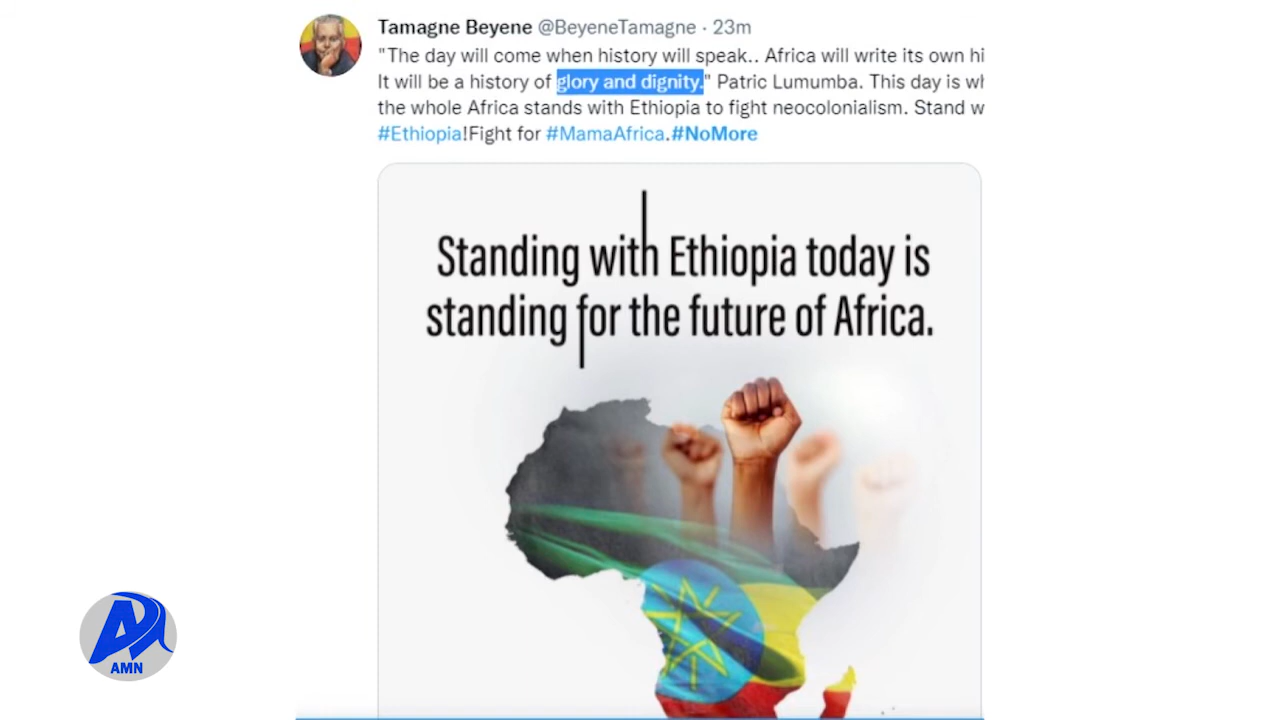 Tamagne Beyene @BeyeneTamagne · 23m
"The day will come when history will speak.. Africa will write its own hi
It will be a history of glory and dignity." Patric Lumumba. This day is wh
the whole Africa stands with Ethiopia to fight neocolonialism. Stand w
#Ethiopia!Fight for #MamaAfrica.#NoMore
Standing with Ethiopia today is
standing for the future of Africa.
AMN